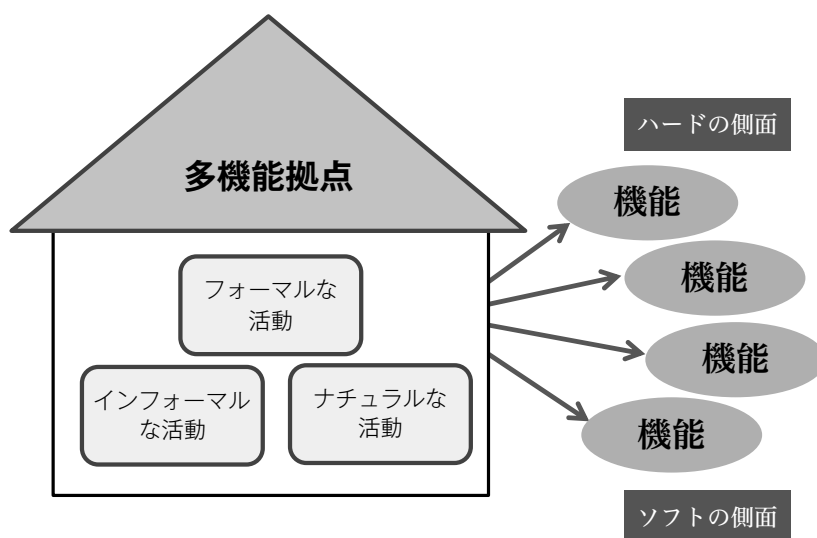 ハードの側面
多機能拠点
機能
機能
機能
機能
フォーマルな
活動
インフォーマル
な活動
ナチュラルな
活動
ソフトの側面